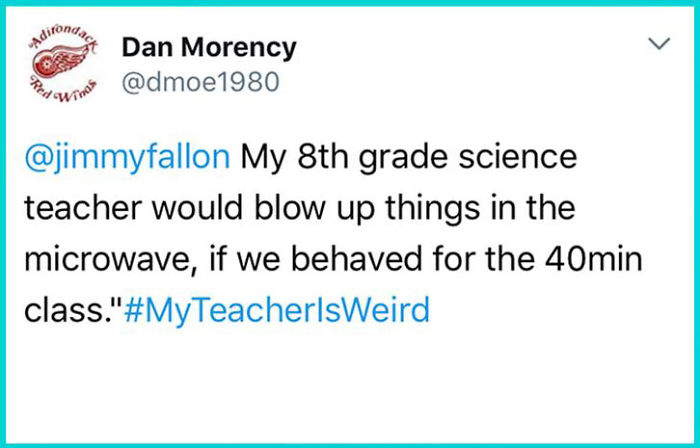 Adirondack
Red Wings
Dan Morency
@dmoe1980
@jimmyfallon My 8th grade science
teacher would blow up things in the
microwave, if we behaved for the 40min
class."#MyTeacherIsWeird